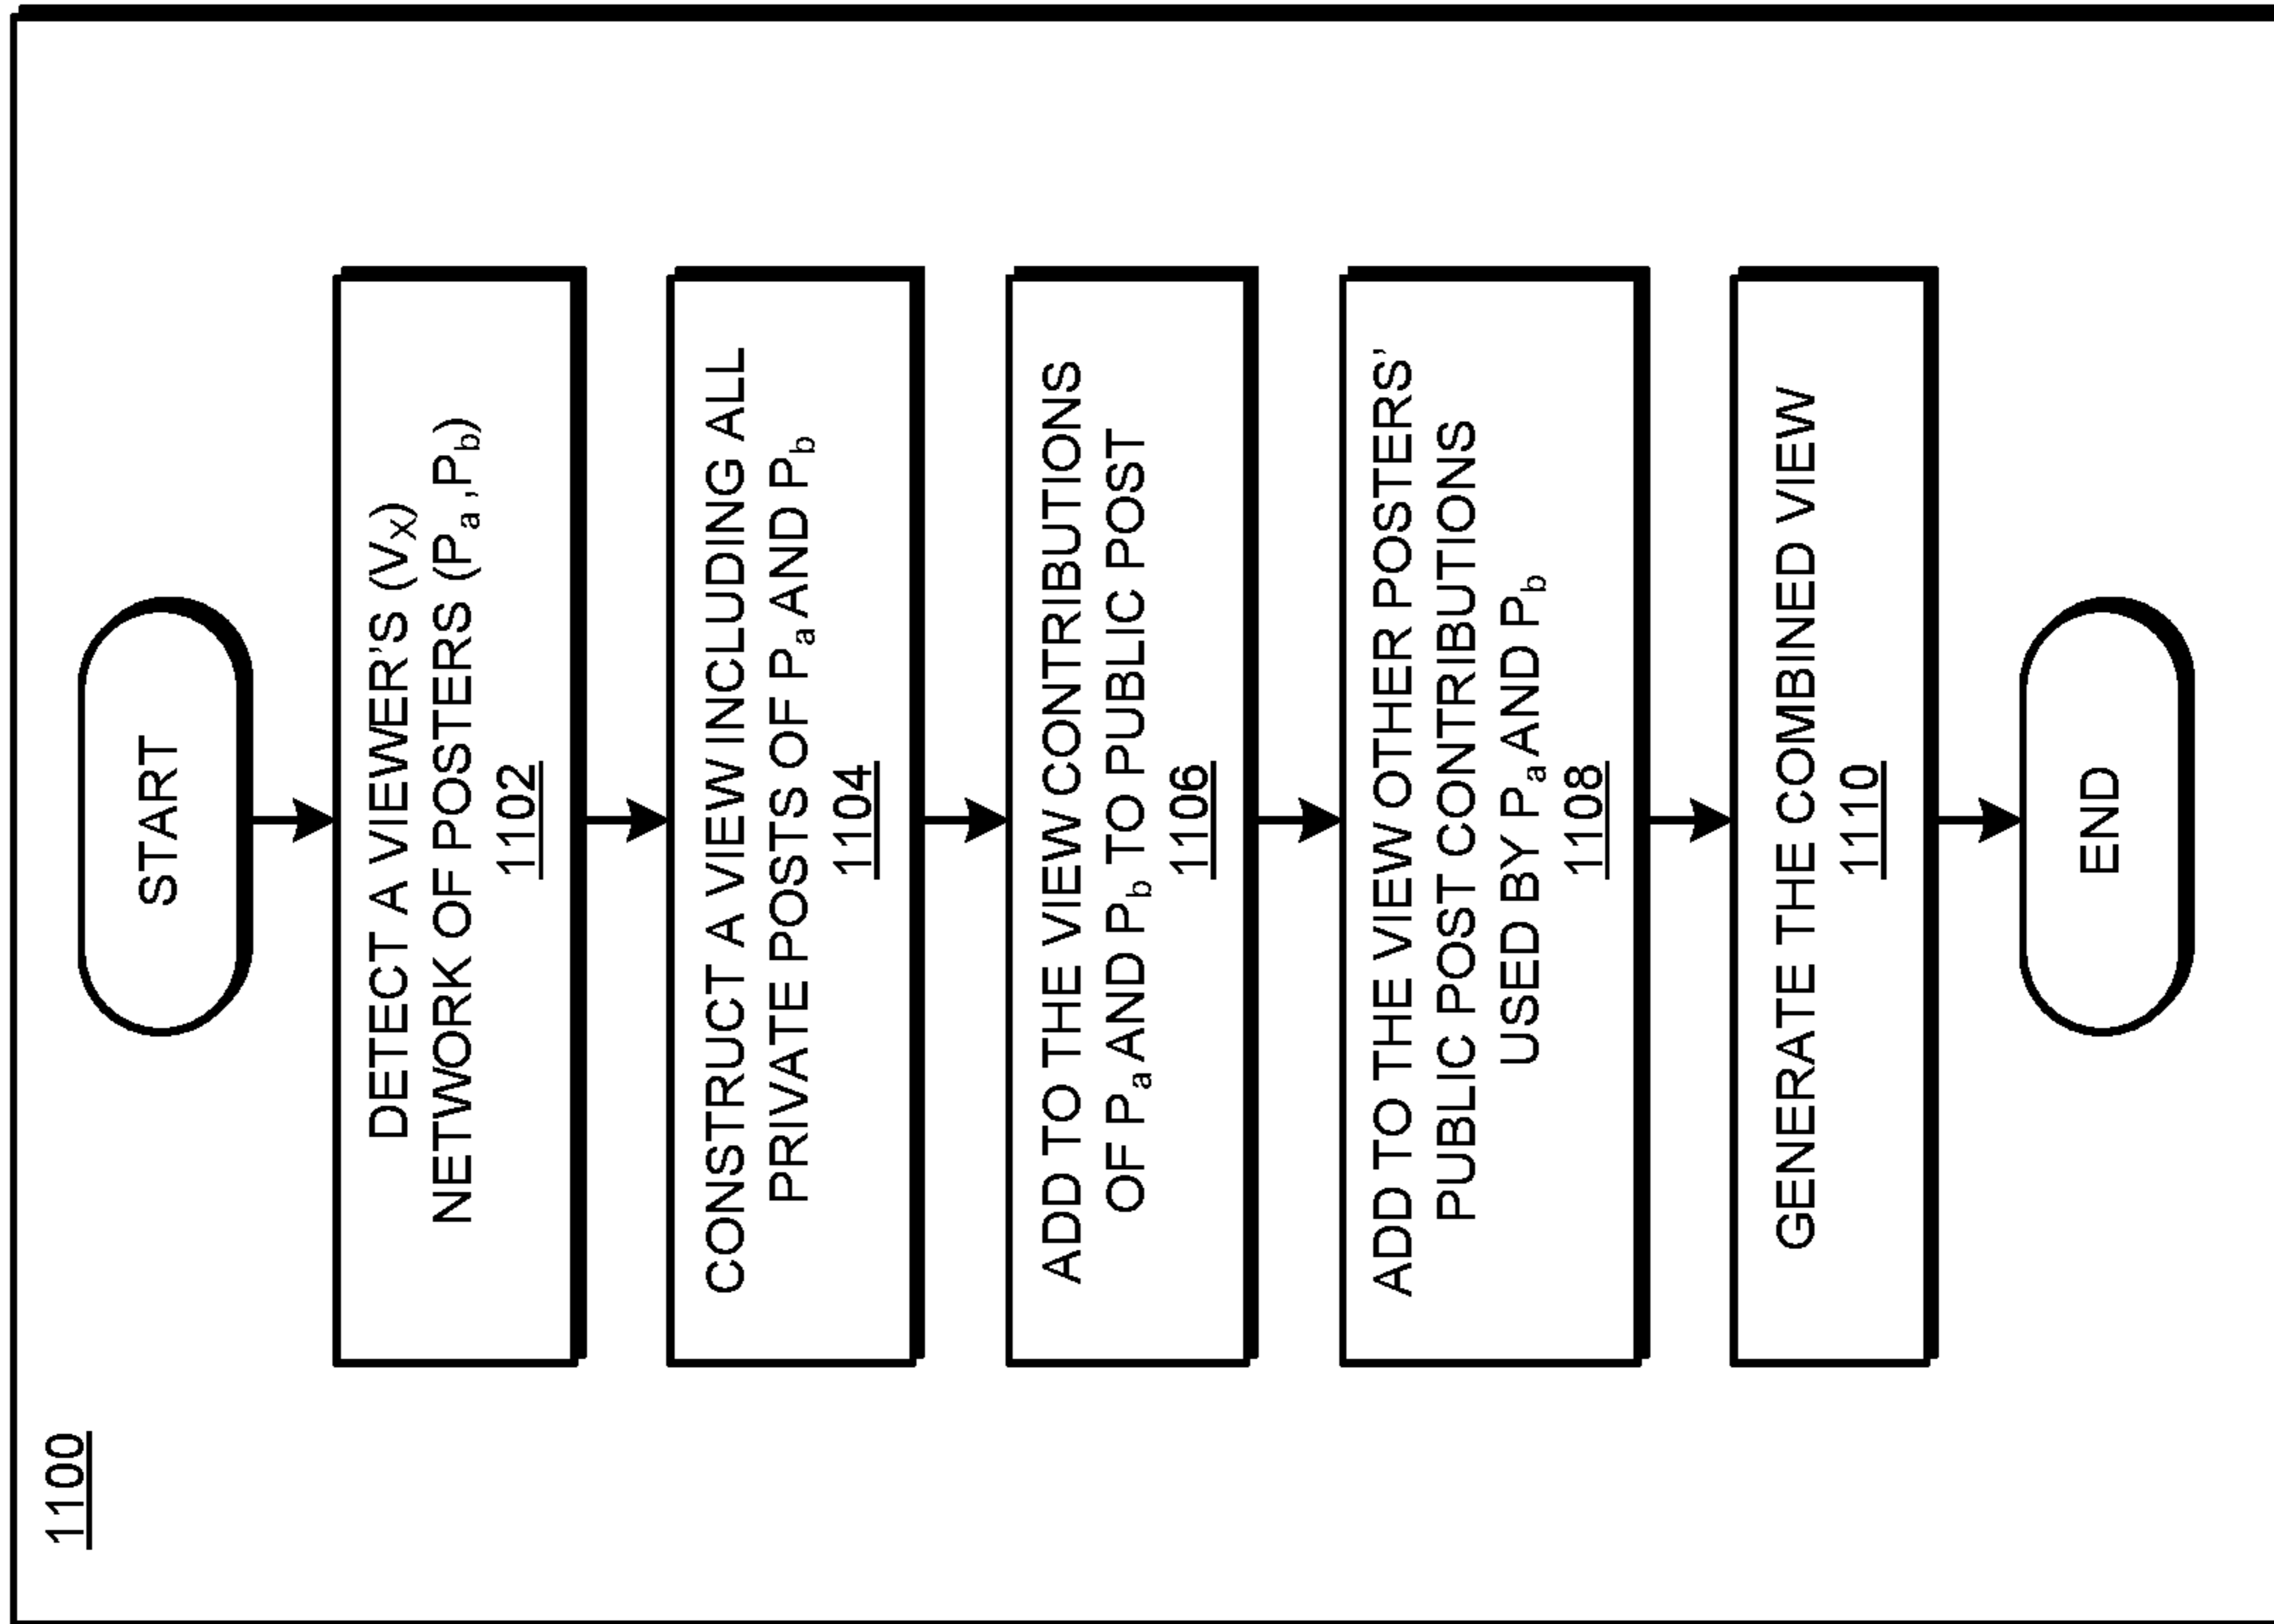 1100
START
DETECT A VIEWER'S (Vx)
NETWORK OF POSTERS (Pa,Pb)
1102
CONSTRUCT A VIEW INCLUDING ALL
PRIVATE POSTS OF Pa AND Pb
1104
ADD TO THE VIEW CONTRIBUTIONS
OF Pa AND Pb TO PUBLIC POST
1106
ADD TO THE VIEW OTHER POSTERS'
PUBLIC POST CONTRIBUTIONS
USED BY Pa AND Pb
1108
GENERATE THE COMBINED VIEW
1110
END